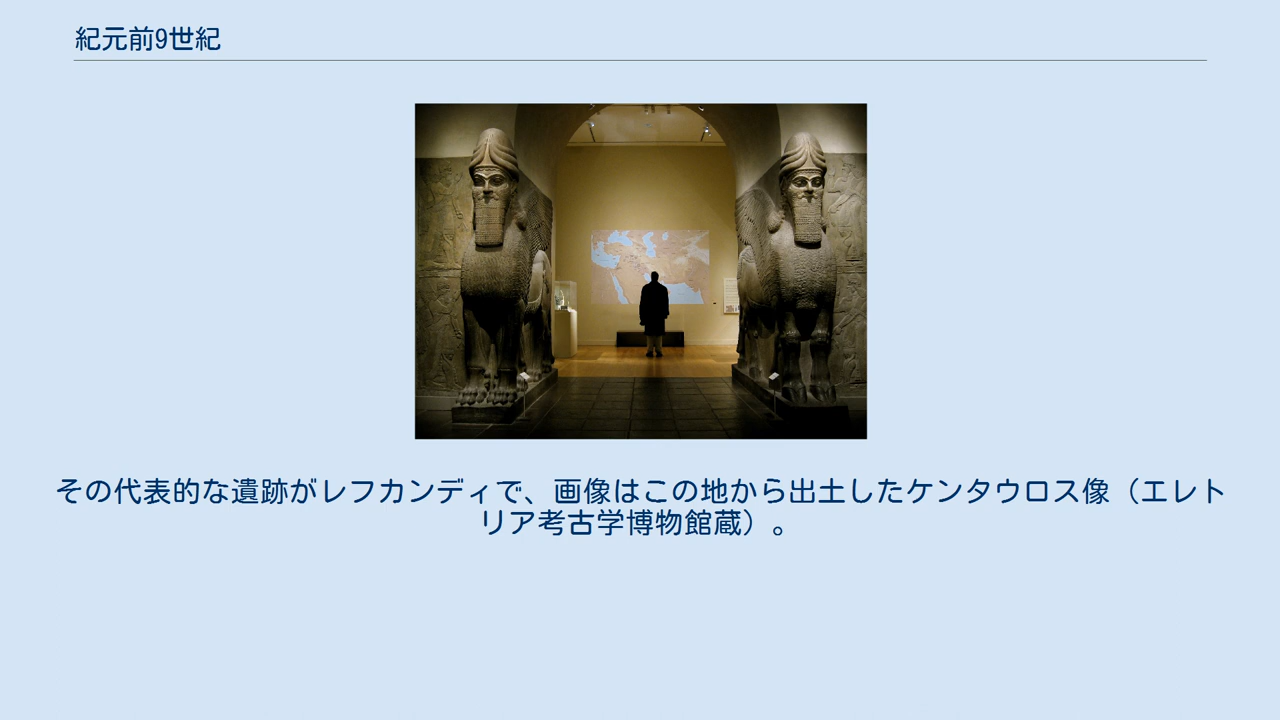 紀元前9世紀
その代表的な遺跡がレフカンディで、画像はこの地から出土したケンタウロス像（エレト
リア考古学博物館蔵）。